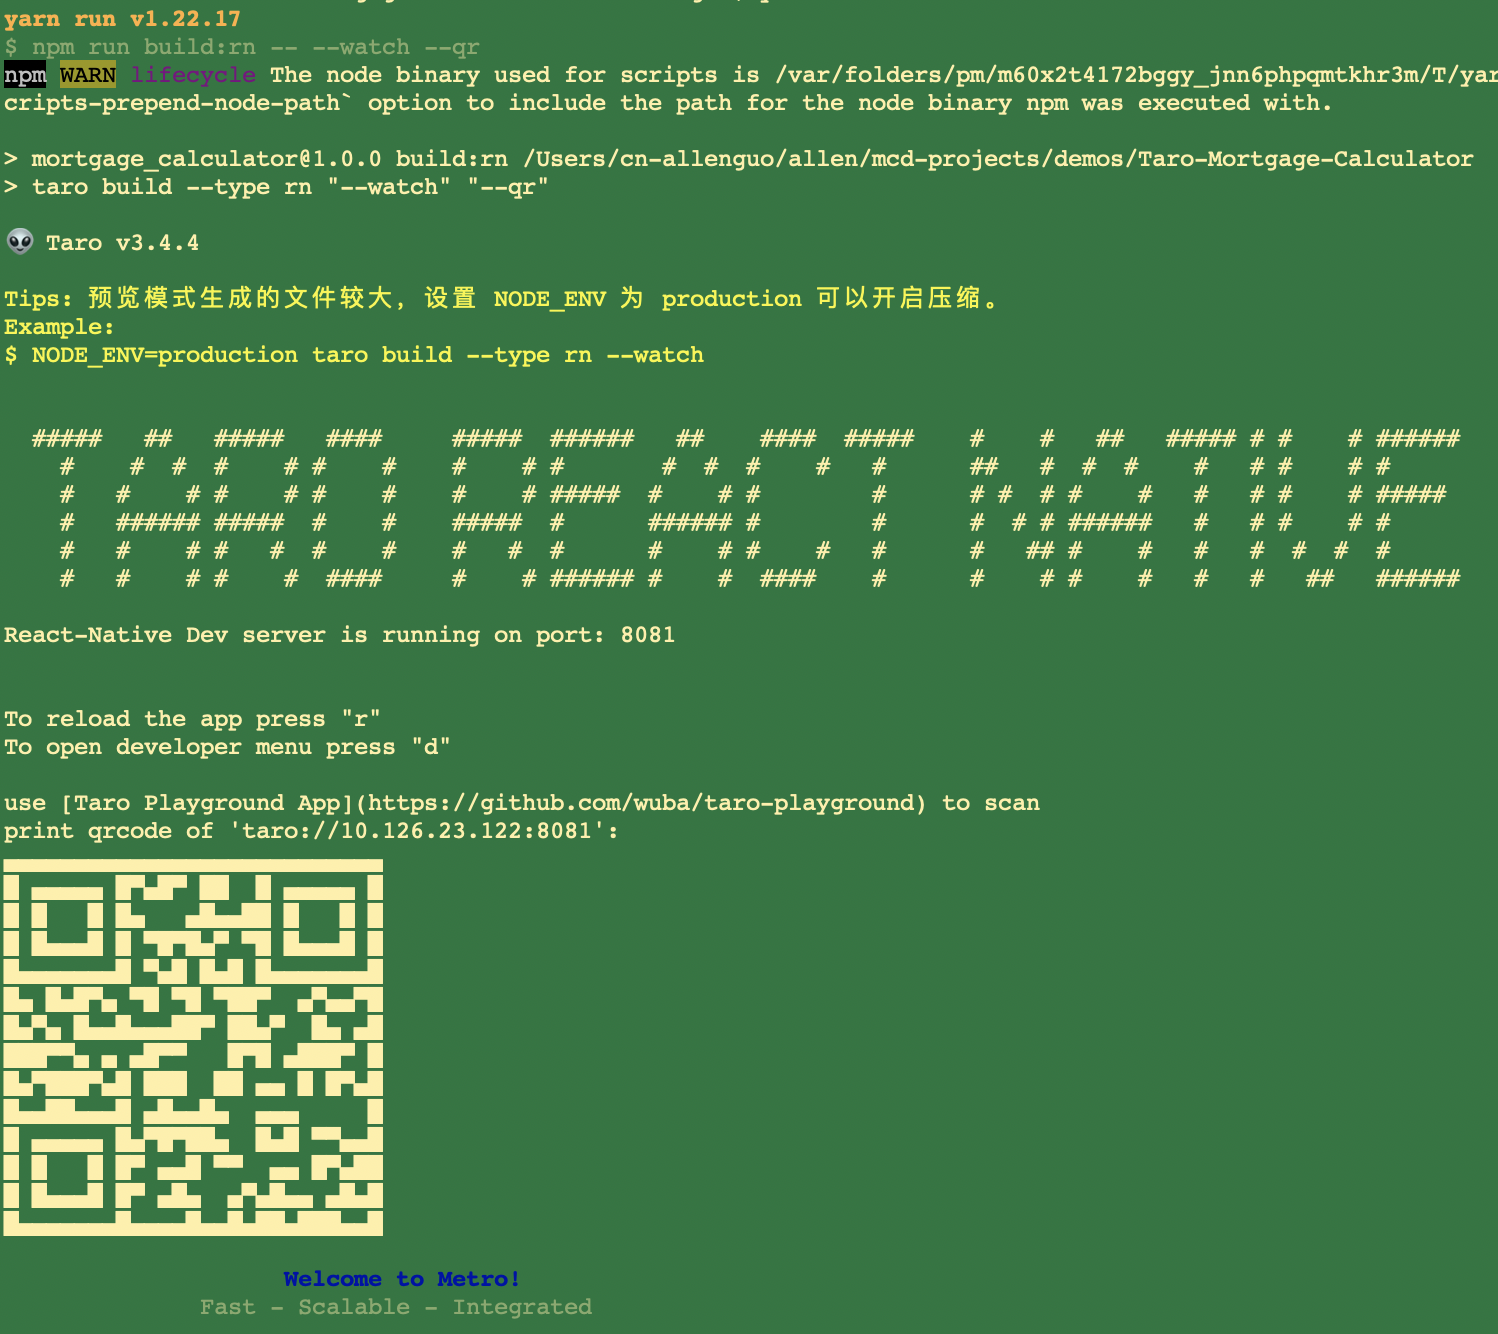 yarn run v1.22.17
$ npm run build:rn -- --watch --qr
npm WARN lifecycle The node binary used for scripts is /var/folders/pm/m60x2t4172bggy_jnn6phpqmtkhr3m/T/yar
cripts-prepend-node-path` option to include the path for the node binary npm was executed with.
> mortgage_calculator@1.0.0 build:rn /Users/cn-allenguo/allen/mcd-projects/demos/Taro-Mortgage-Calculator
> taro build --type rn "--watch" "--qr"
👽 Taro v3.4.4
Tips: 预览模式生成的文件较大，设置 NODE_ENV 为 production 可以开启压缩。
Example:
$ NODE_ENV=production taro build --type rn --watch
TARO REACT NATIVE
React-Native Dev server is running on port: 8081
To reload the app press "r"
To open developer menu press "d"
use [Taro Playground App](https://github.com/wuba/taro-playground) to scan
print qrcode of 'taro://10.126.23.122:8081':
Welcome to Metro!
Fast - Scalable - Integrated